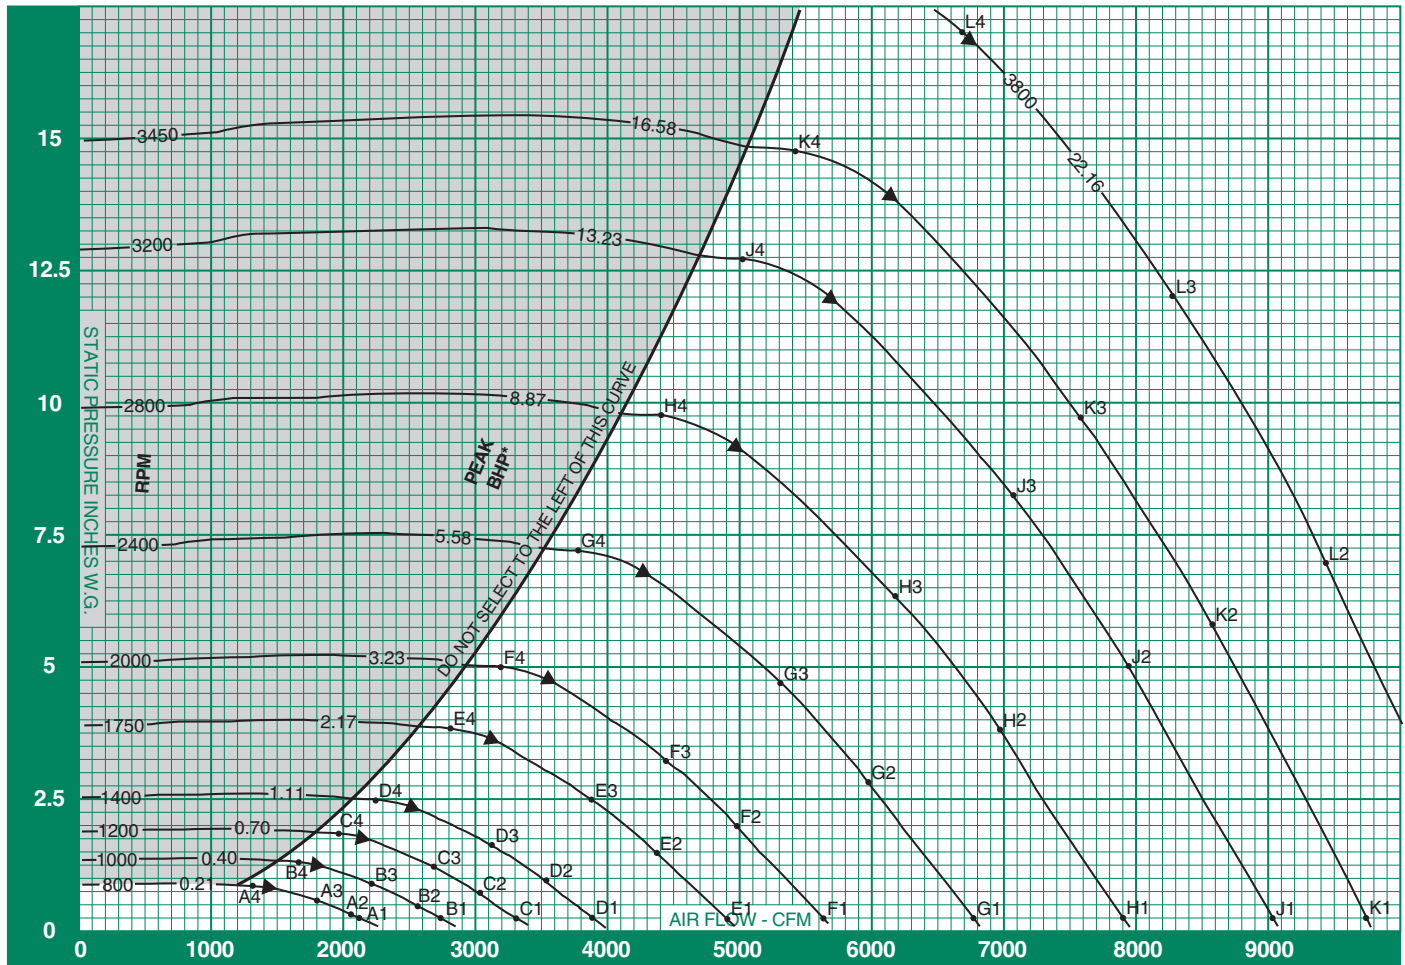 L4
3800
22.16
15
3450
16.58
K4
3200
13.23
J4
12.5
L3
STATIC PRESSURE INCHES W.G.
10
2800
8.87
H4
K3
RPM
PEAK
BHP*
DO NOT SELECT TO THE LEFT OF THIS CURVE
J3
7.5
2400
5.58
G4
L2
H3
K2
5
2000
3.23
F4
G3
J2
1750
2.17
E4
H2
F3
G2
2.5
1400
1.11
D4
E3
1200
0.70
C4
D3
F2
E2
1000
0.40
B4
B3
C3
D2
800
0.21
A4
A3
A2
A1
B2
B1
C2
C1
D1
E1
F1
G1
H1
J1
K1
AIR FLOW - CFM
0
0 1000 2000 3000 4000 5000 6000 7000 8000 9000